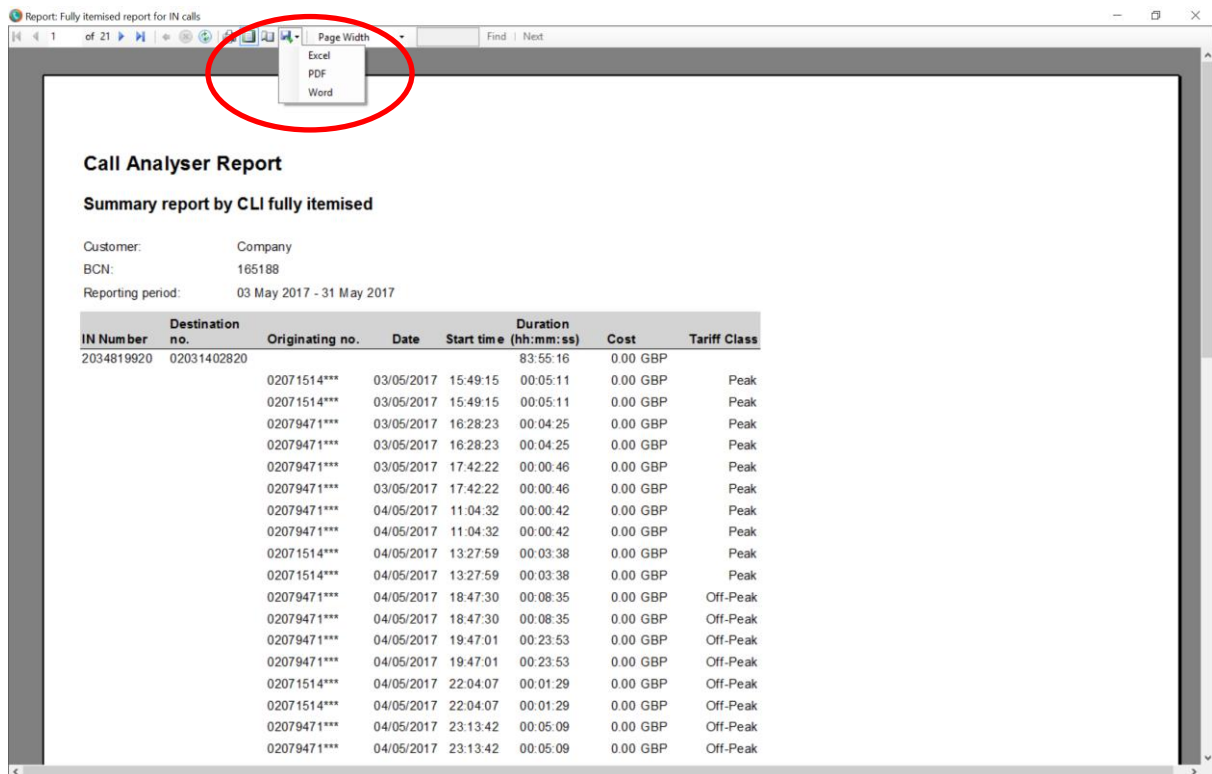 Report: Fully itemised report for IN calls
1 of 21 Page Width Find | Next
Excel
PDF
Word
Call Analyser Report
Summary report by CLI fully itemised
Customer: Company
BCN: 165188
Reporting period: 03 May 2017 - 31 May 2017
IN Number Destination no. Originating no. Date Start time Duration (hh:mm:ss) Cost Tariff Class
2034819920 02031402820 83:55:16 0.00 GBP
02071514*** 03/05/2017 15:49:15 00:05:11 0.00 GBP Peak
02071514*** 03/05/2017 15:49:15 00:05:11 0.00 GBP Peak
02079471*** 03/05/2017 16:28:23 00:04:25 0.00 GBP Peak
02079471*** 03/05/2017 16:28:23 00:04:25 0.00 GBP Peak
02079471*** 03/05/2017 17:42:22 00:00:46 0.00 GBP Peak
02079471*** 03/05/2017 17:42:22 00:00:46 0.00 GBP Peak
02079471*** 04/05/2017 11:04:32 00:00:42 0.00 GBP Peak
02079471*** 04/05/2017 11:04:32 00:00:42 0.00 GBP Peak
02071514*** 04/05/2017 13:27:59 00:03:38 0.00 GBP Peak
02071514*** 04/05/2017 13:27:59 00:03:38 0.00 GBP Peak
02079471*** 04/05/2017 18:47:30 00:08:35 0.00 GBP Off-Peak
02079471*** 04/05/2017 18:47:30 00:08:35 0.00 GBP Off-Peak
02079471*** 04/05/2017 19:47:01 00:23:53 0.00 GBP Off-Peak
02079471*** 04/05/2017 19:47:01 00:23:53 0.00 GBP Off-Peak
02071514*** 04/05/2017 22:04:07 00:01:29 0.00 GBP Off-Peak
02071514*** 04/05/2017 22:04:07 00:01:29 0.00 GBP Off-Peak
02079471*** 04/05/2017 23:13:42 00:05:09 0.00 GBP Off-Peak
02079471*** 04/05/2017 23:13:42 00:05:09 0.00 GBP Off-Peak